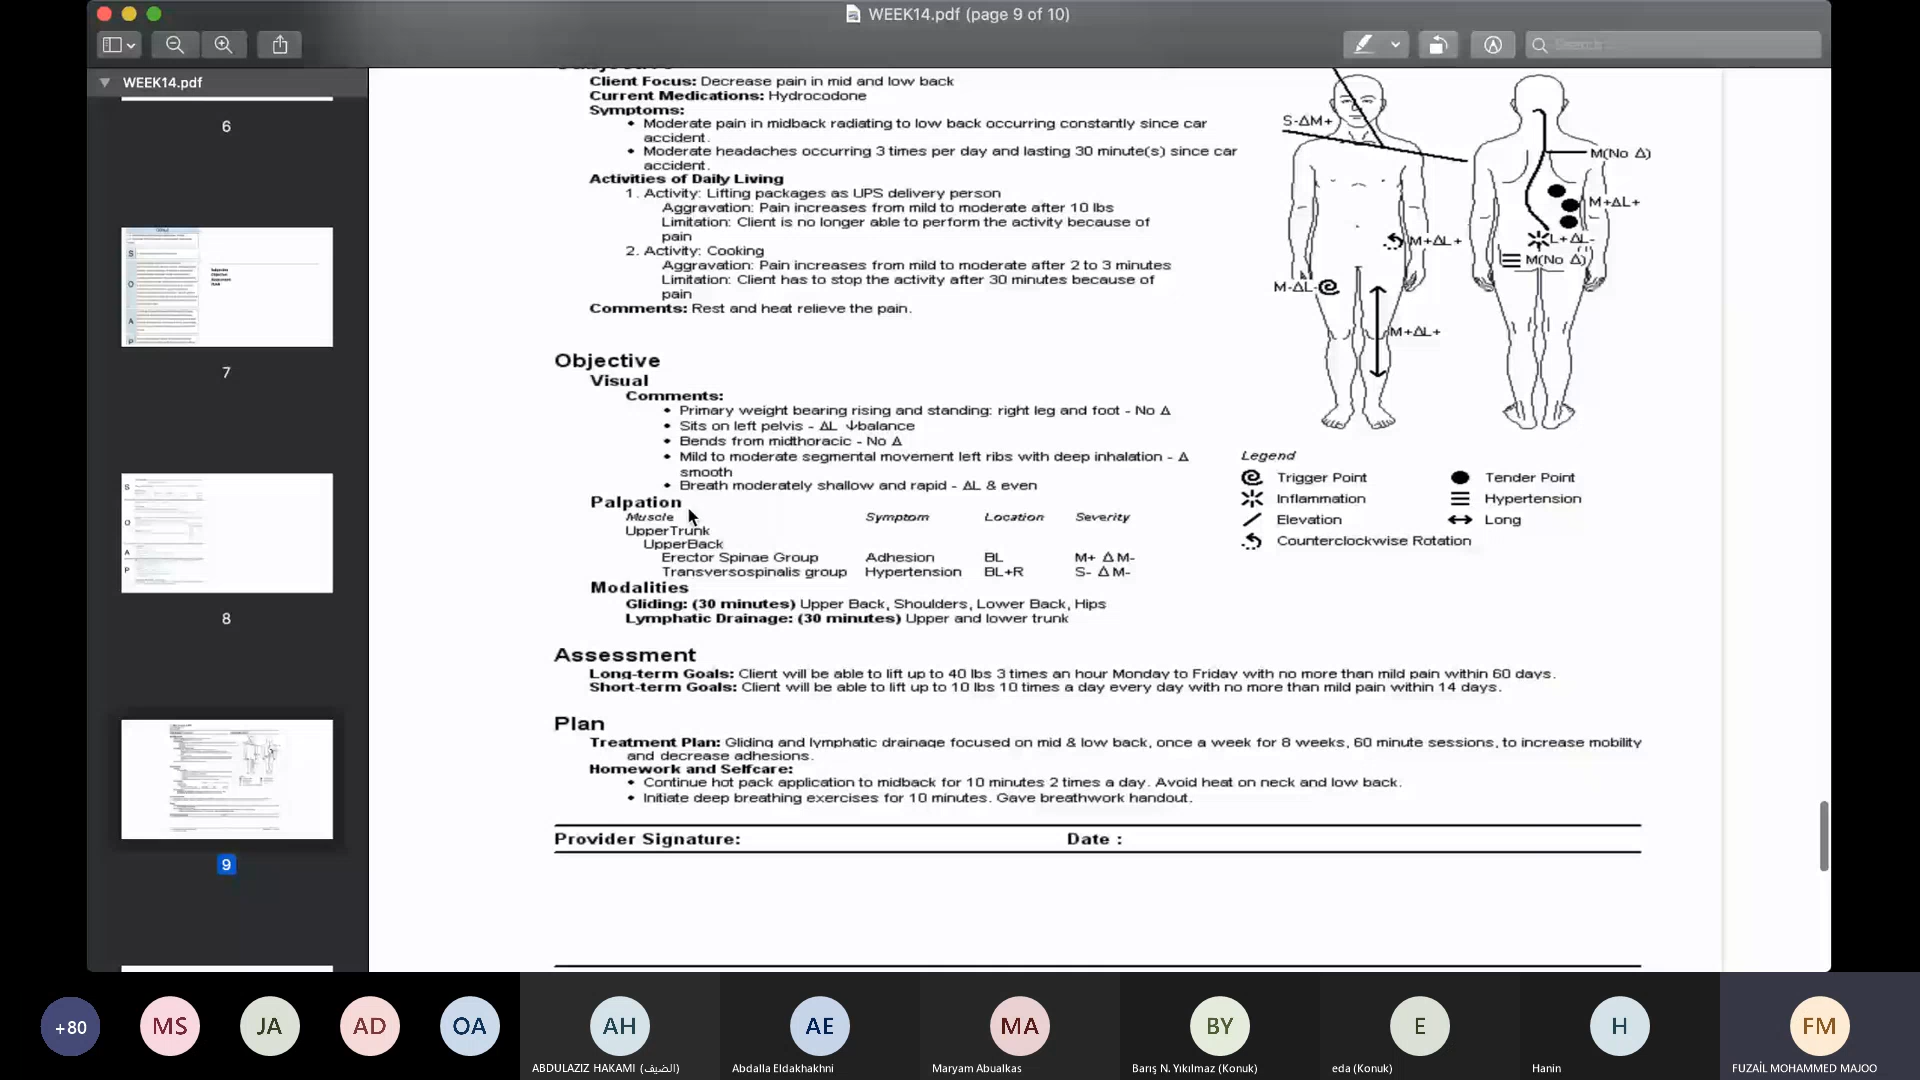 WEEK14.pdf (page 9 of 10)
Search
WEEK14.pdf
6
7
8
9
Client Focus: Decrease pain in mid and low back
Current Medications: Hydrocodone
Symptoms:
• Moderate pain in midback radiating to low back occurring constantly since car
accident.
• Moderate headaches occurring 3 times per day and lasting 30 minute(s) since car
accident.
Activities of Daily Living
1. Activity: Lifting packages as UPS delivery person
Aggravation: Pain increases from mild to moderate after 10 lbs
Limitation: Client is no longer able to perform the activity because of
pain
2. Activity: Cooking
Aggravation: Pain increases from mild to moderate after 2 to 3 minutes
Limitation: Client has to stop the activity after 30 minutes because of
pain
Comments: Rest and heat relieve the pain.
S-ΔM+
M(No Δ)
M+ΔL+
M+ΔL+
L+ΔL-
M(No Δ)
M-ΔL-
M+ΔL+
Objective
Visual
Comments:
• Primary weight bearing rising and standing: right leg and foot - No Δ
• Sits on left pelvis - ΔL ↓balance
• Bends from midthoracic - No Δ
• Mild to moderate segmental movement left ribs with deep inhalation - Δ
smooth
• Breath moderately shallow and rapid - ΔL & even
Legend
Trigger Point Tender Point
Inflammation Hypertension
Elevation Long
Counterclockwise Rotation
Palpation
Muscle Symptom Location Severity
UpperTrunk
UpperBack
Erector Spinae Group Adhesion BL M+ Δ M-
Transversospinalis group Hypertension BL+R S- Δ M-
Modalities
Gliding: (30 minutes) Upper Back, Shoulders, Lower Back, Hips
Lymphatic Drainage: (30 minutes) Upper and lower trunk
Assessment
Long-term Goals: Client will be able to lift up to 40 lbs 3 times an hour Monday to Friday with no more than mild pain within 60 days.
Short-term Goals: Client will be able to lift up to 10 lbs 10 times a day every day with no more than mild pain within 14 days.
Plan
Treatment Plan: Gliding and lymphatic drainage focused on mid & low back, once a week for 8 weeks, 60 minute sessions, to increase mobility
and decrease adhesions.
Homework and Selfcare:
• Continue hot pack application to midback for 10 minutes 2 times a day. Avoid heat on neck and low back.
• Initiate deep breathing exercises for 10 minutes. Gave breathwork handout.
Provider Signature: Date :
+80 MS JA AD OA AH AE MA BY E H FM
ABDULAZIZ HAKAMI (الضيف) Abdalla Eldakhakhni Maryam Abualkas Barış N. Yıkılmaz (Konuk) eda (Konuk) Hanin FUZAİL MOHAMMED MAJOO